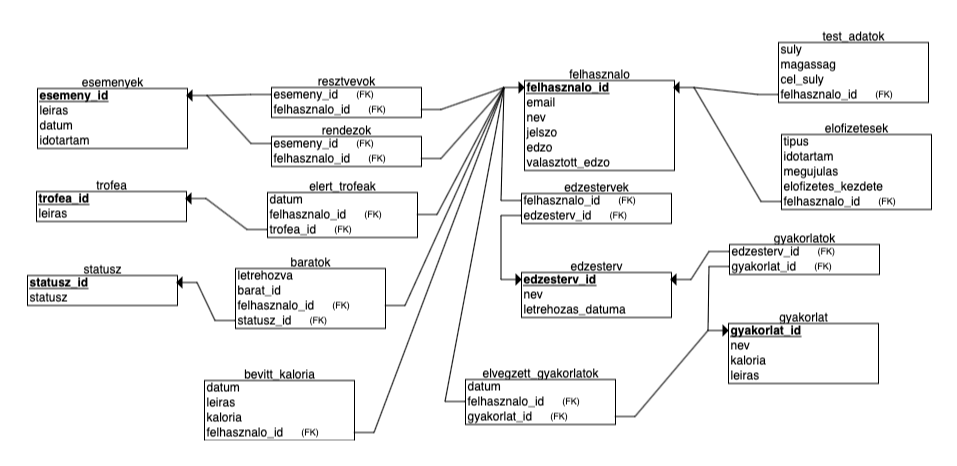 esemenyek
esemeny_id
leiras
datum
idotartam
resztvevok
esemeny_id (FK)
felhasznalo_id (FK)
rendezok
esemeny_id (FK)
felhasznalo_id (FK)
felhasznalo
felhasznalo_id
email
nev
jelszo
edzo
valasztott_edzo
test_adatok
suly
magassag
cel_suly
felhasznalo_id (FK)
elofizetesek
tipus
idotartam
megujulas
elofizetes_kezdete
felhasznalo_id (FK)
trofea
trofea_id
leiras
elert_trofeak
datum
felhasznalo_id (FK)
trofea_id (FK)
edzestervek
felhasznalo_id (FK)
edzesterv_id (FK)
gyakorlatok
edzesterv_id (FK)
gyakorlat_id (FK)
statusz
statusz_id
statusz
baratok
letrehozva
barat_id
felhasznalo_id (FK)
statusz_id (FK)
edzesterv
edzesterv_id
nev
letrehozas_datuma
gyakorlat
gyakorlat_id
nev
kaloria
leiras
bevitt_kaloria
datum
leiras
kaloria
felhasznalo_id (FK)
elvegzett_gyakorlatok
datum
felhasznalo_id (FK)
gyakorlat_id (FK)